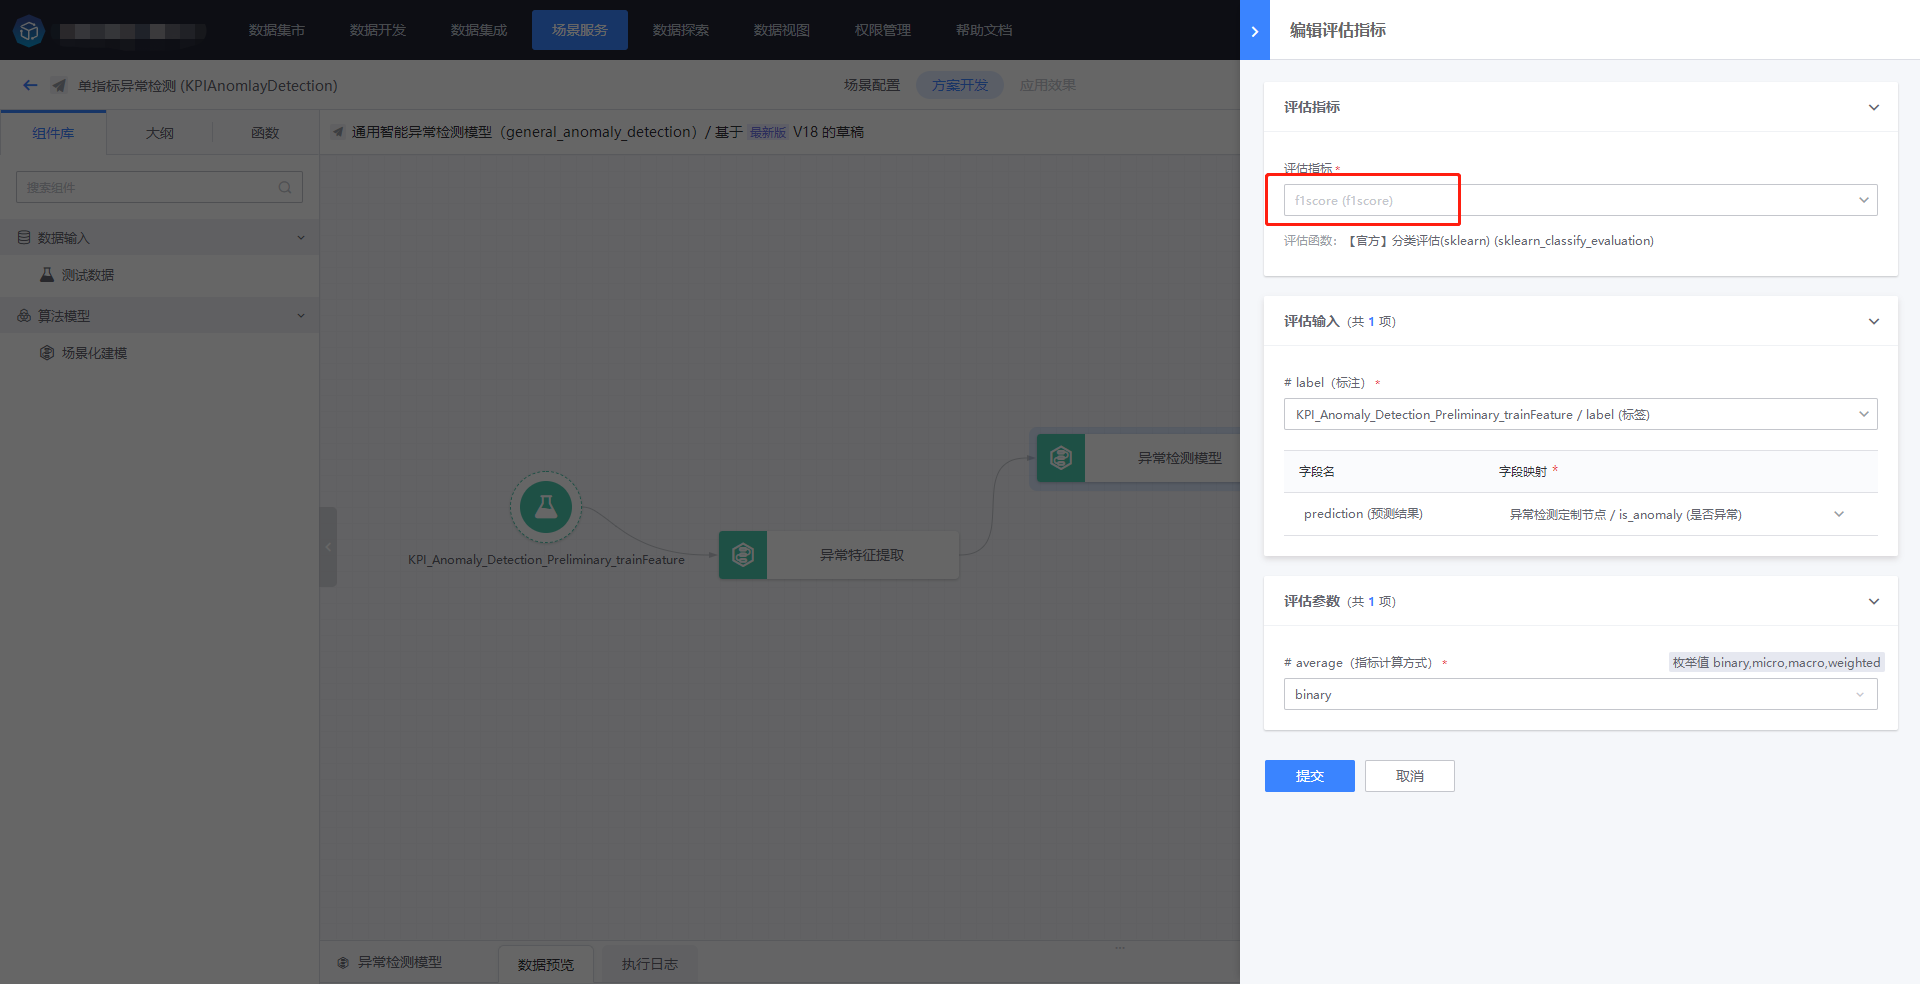 数据集市 数据开发 数据集成 场景服务 数据探索 数据视图 权限管理 帮助文档
单指标异常检测 (KPIAnomlayDetection)
场景配置 方案开发 应用效果
组件库 大纲 函数
通用智能异常检测模型（general_anomaly_detection）/ 基于 最新版 V18 的草稿
搜索组件
数据输入
测试数据
算法模型
场景化建模
KPI_Anomaly_Detection_Preliminary_trainFeature
异常特征提取
异常检测模型
异常检测模型 数据预览 执行日志
编辑评估指标
评估指标
评估指标 *
f1score (f1score)
评估函数： 【官方】分类评估(sklearn) (sklearn_classify_evaluation)
评估输入 (共 1 项)
# label（标注） *
KPI_Anomaly_Detection_Preliminary_trainFeature / label (标签)
字段名 字段映射 *
prediction (预测结果) 异常检测定制节点 / is_anomaly (是否异常)
评估参数 (共 1 项)
# average（指标计算方式） * 枚举值 binary,micro,macro,weighted
binary
提交 取消